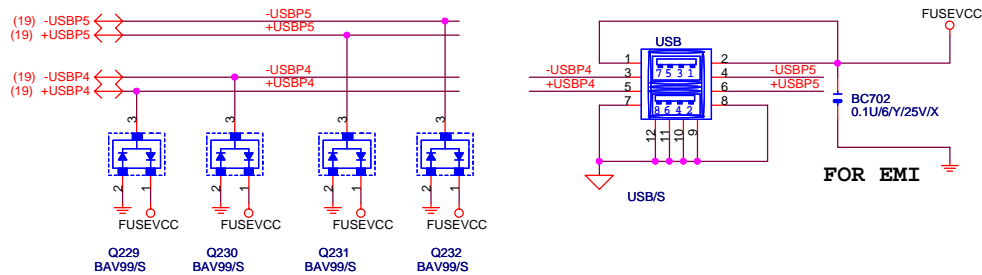 (19) -USBP5
-USBP5
(19) +USBP5
+USBP5
(19) -USBP4
-USBP4
(19) +USBP4
+USBP4
3
3
3
3
2
1
2
1
2
1
2
1
FUSEVCC
FUSEVCC
FUSEVCC
FUSEVCC
Q229
BAV99/S
Q230
BAV99/S
Q231
BAV99/S
Q232
BAV99/S
FUSEVCC
USB
1
2
-USBP4
3
7 5 3 1
4
-USBP5
+USBP4
5
6
+USBP5
7
8 6 4 2
8
12
11
10
9
USB/S
BC702
0.1U/6/Y/25V/X
FOR EMI